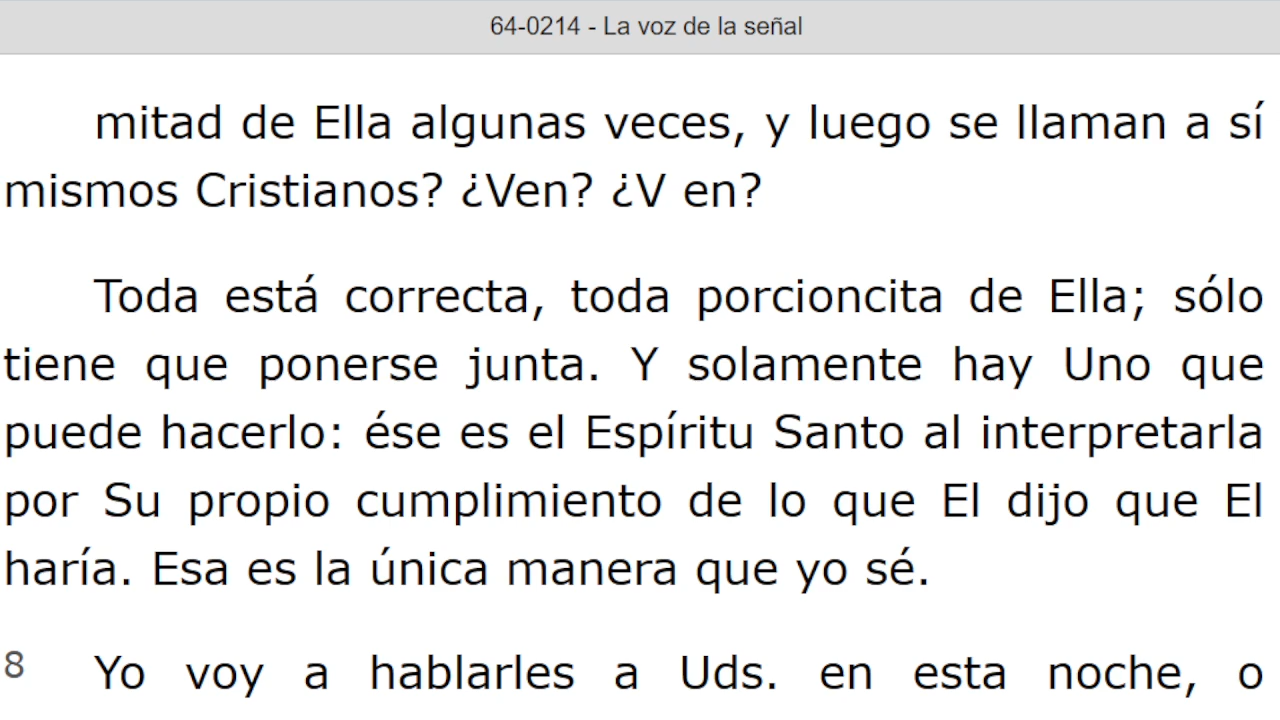 64-0214 - La voz de la señal
mitad de Ella algunas veces, y luego se llaman a sí
mismos Cristianos? ¿Ven? ¿V en?
Toda está correcta, toda porcioncita de Ella; sólo
tiene que ponerse junta. Y solamente hay Uno que
puede hacerlo: ése es el Espíritu Santo al interpretarla
por Su propio cumplimiento de lo que El dijo que El
haría. Esa es la única manera que yo sé.
8 Yo voy a hablarles a Uds. en esta noche, o